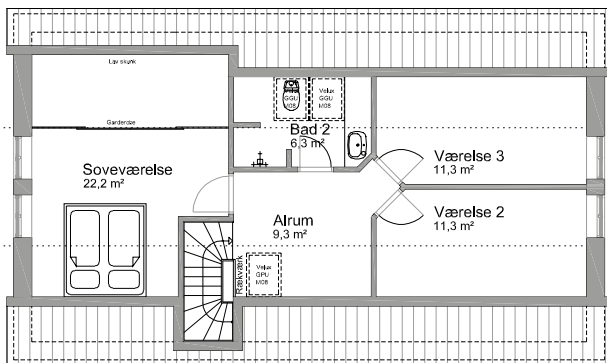 Lav skunk
Garderobe
Soveværelse
22,2 m²
Velux
GGU
M08
Velux
GGU
M08
Bad 2
6,3 m²
Værelse 3
11,3 m²
Værelse 2
11,3 m²
Alrum
9,3 m²
Rækværk
Velux
GPU
M08